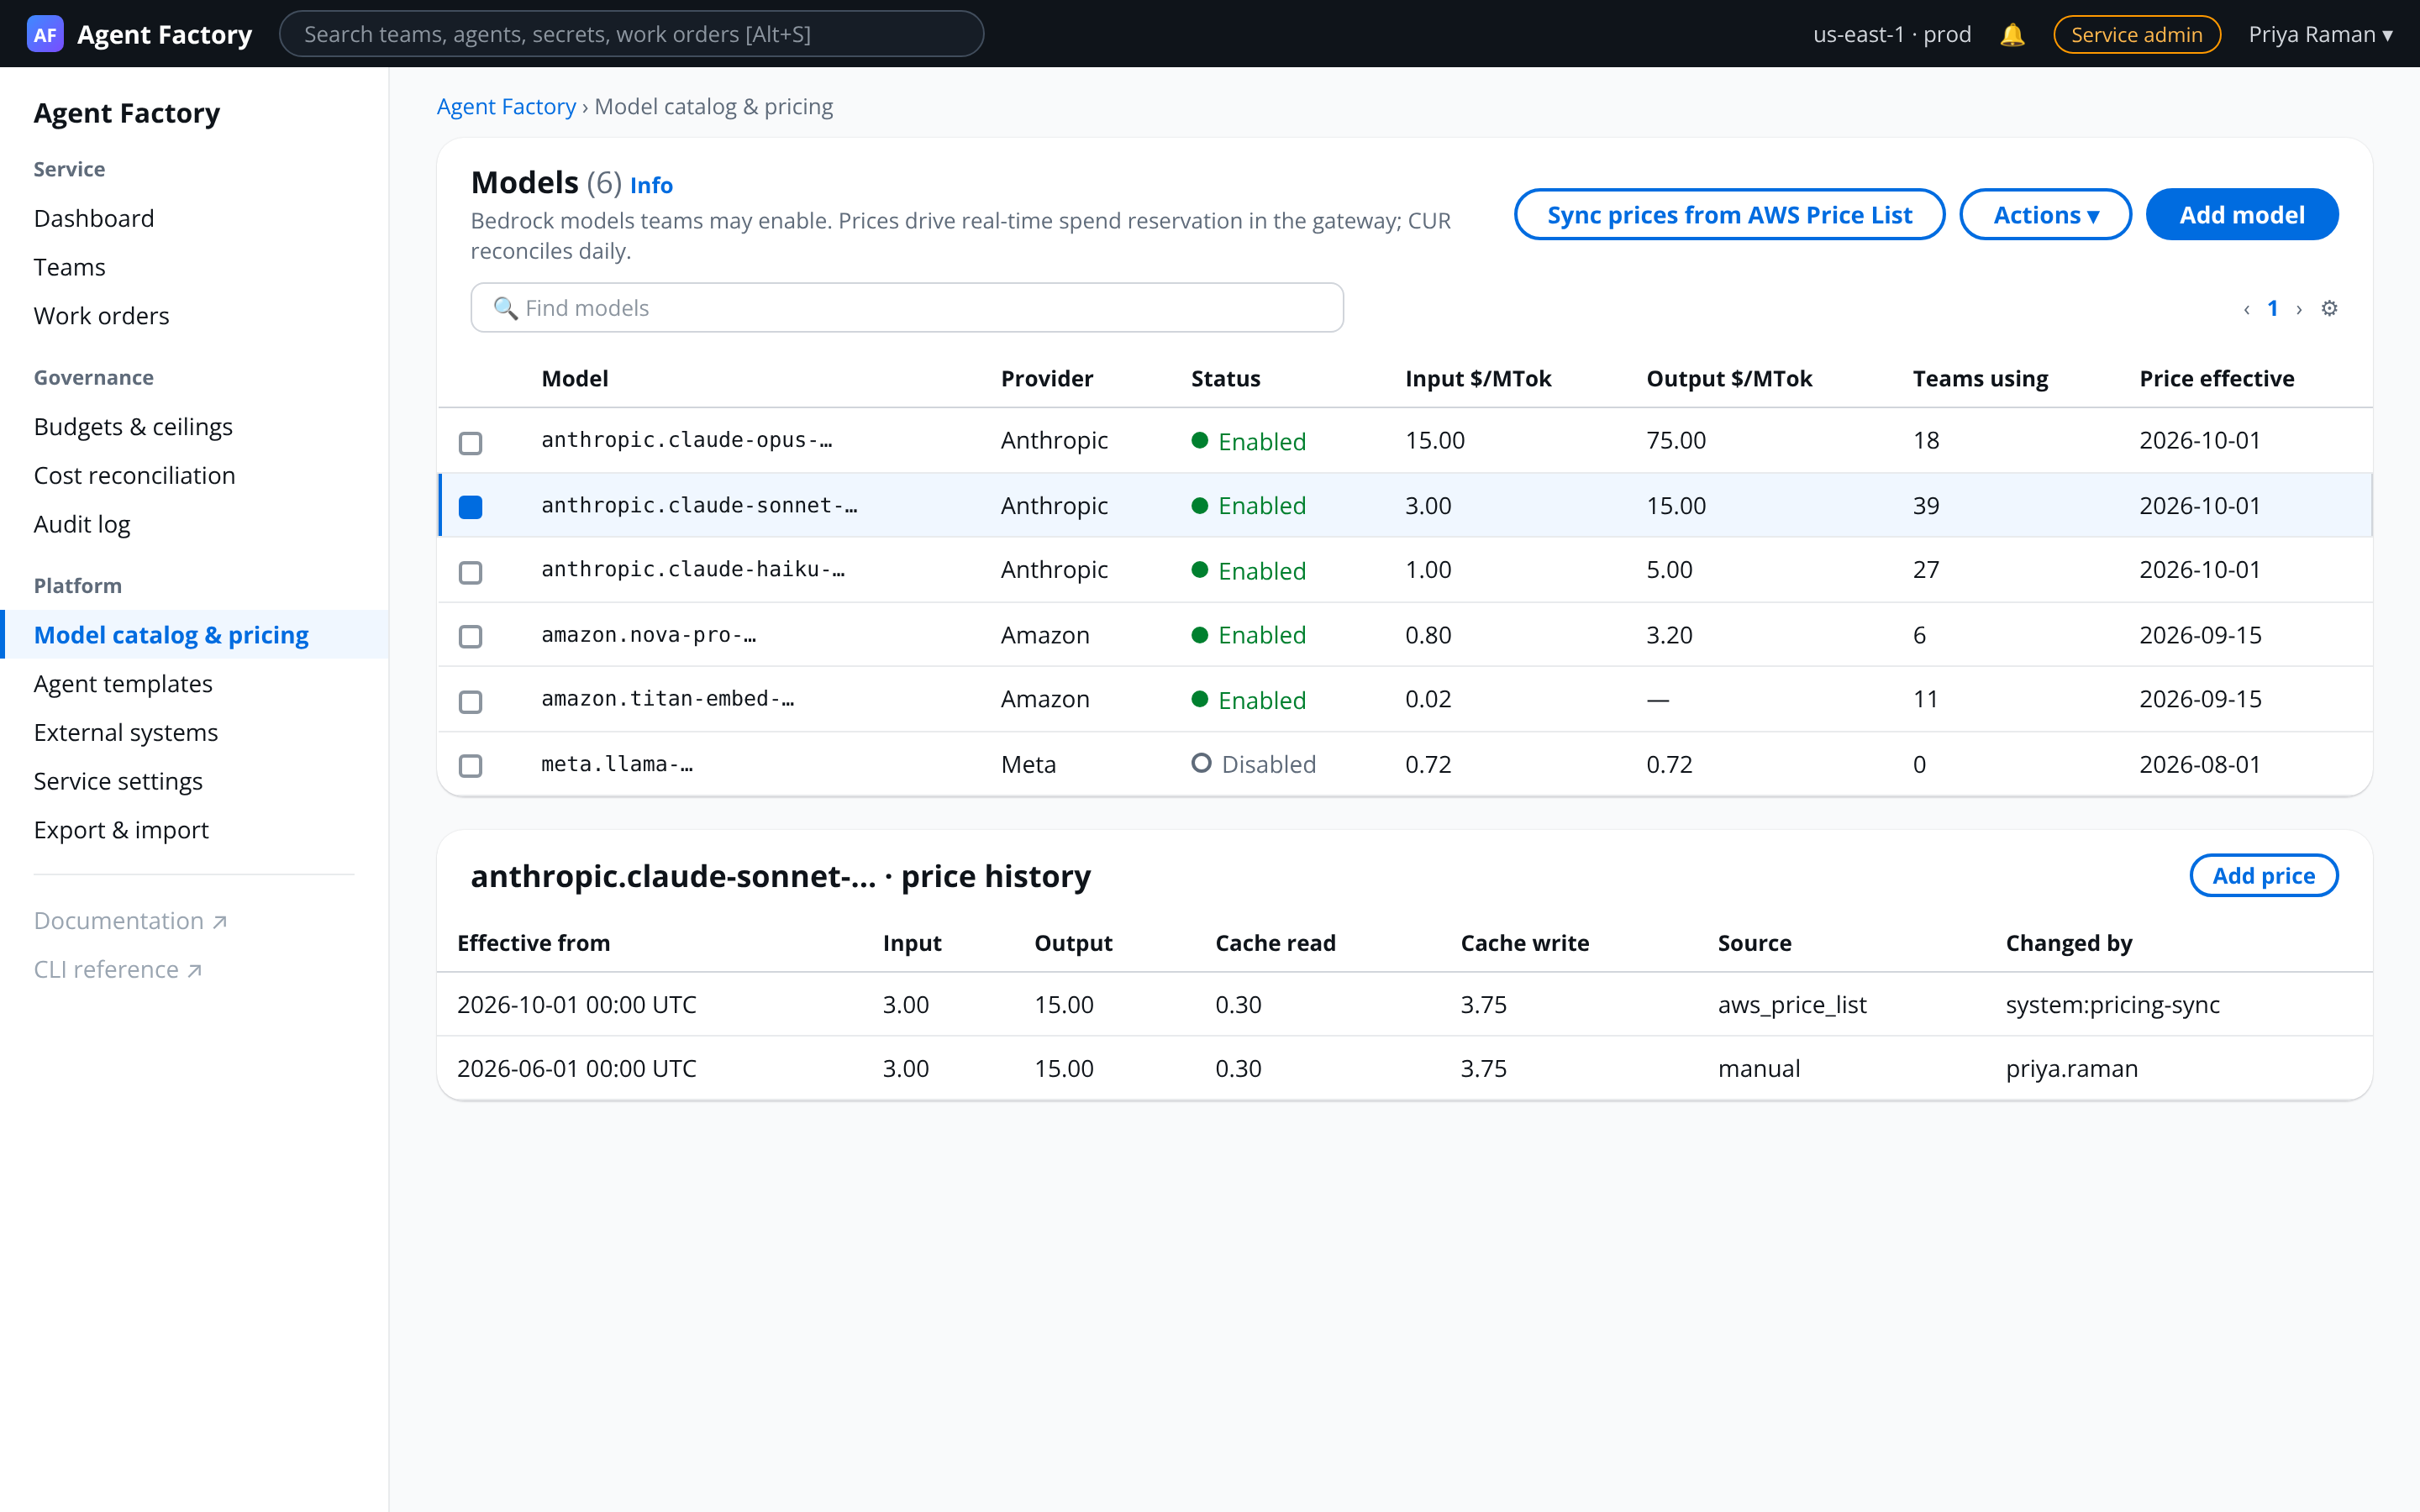 AF Agent Factory Search teams, agents, secrets, work orders [Alt+S] us-east-1 · prod Service admin Priya Raman ▾
Agent Factory
Service
Dashboard
Teams
Work orders
Governance
Budgets & ceilings
Cost reconciliation
Audit log
Platform
Model catalog & pricing
Agent templates
External systems
Service settings
Export & import
Documentation ↗
CLI reference ↗
Agent Factory › Model catalog & pricing
Models (6) Info
Bedrock models teams may enable. Prices drive real-time spend reservation in the gateway; CUR
reconciles daily.
Sync prices from AWS Price List Actions ▾ Add model
Find models
‹ 1 ›
Model Provider Status Input $/MTok Output $/MTok Teams using Price effective
anthropic.claude-opus-… Anthropic Enabled 15.00 75.00 18 2026-10-01
anthropic.claude-sonnet-… Anthropic Enabled 3.00 15.00 39 2026-10-01
anthropic.claude-haiku-… Anthropic Enabled 1.00 5.00 27 2026-10-01
amazon.nova-pro-… Amazon Enabled 0.80 3.20 6 2026-09-15
amazon.titan-embed-… Amazon Enabled 0.02 — 11 2026-09-15
meta.llama-… Meta Disabled 0.72 0.72 0 2026-08-01
anthropic.claude-sonnet-… · price history Add price
Effective from Input Output Cache read Cache write Source Changed by
2026-10-01 00:00 UTC 3.00 15.00 0.30 3.75 aws_price_list system:pricing-sync
2026-06-01 00:00 UTC 3.00 15.00 0.30 3.75 manual priya.raman